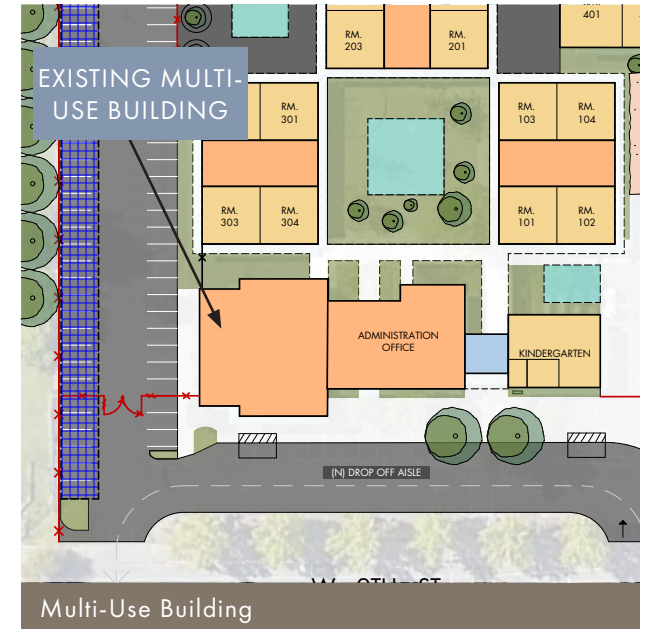 401
RM.
203
RM.
201
EXISTING MULTI-
USE BUILDING
RM.
301
RM.
103
RM.
104
RM.
303
RM.
304
RM.
101
RM.
102
ADMINISTRATION
OFFICE
KINDERGARTEN
(N) DROP OFF AISLE
ST
Multi-Use Building